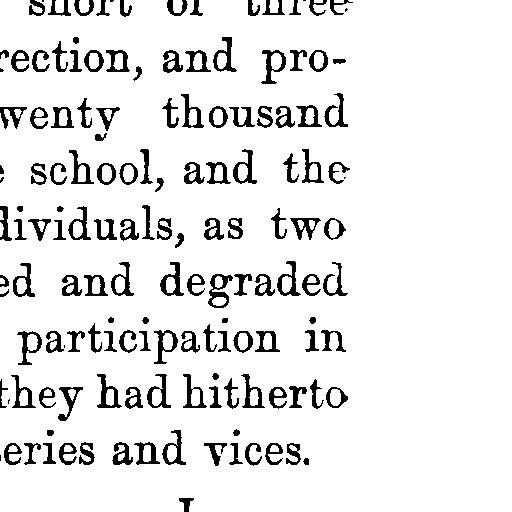 short of three
rection, and pro-
wenty thousand
school, and the
dividuals, as two
ed and degraded
participation in
they had hitherto
eries and vices.